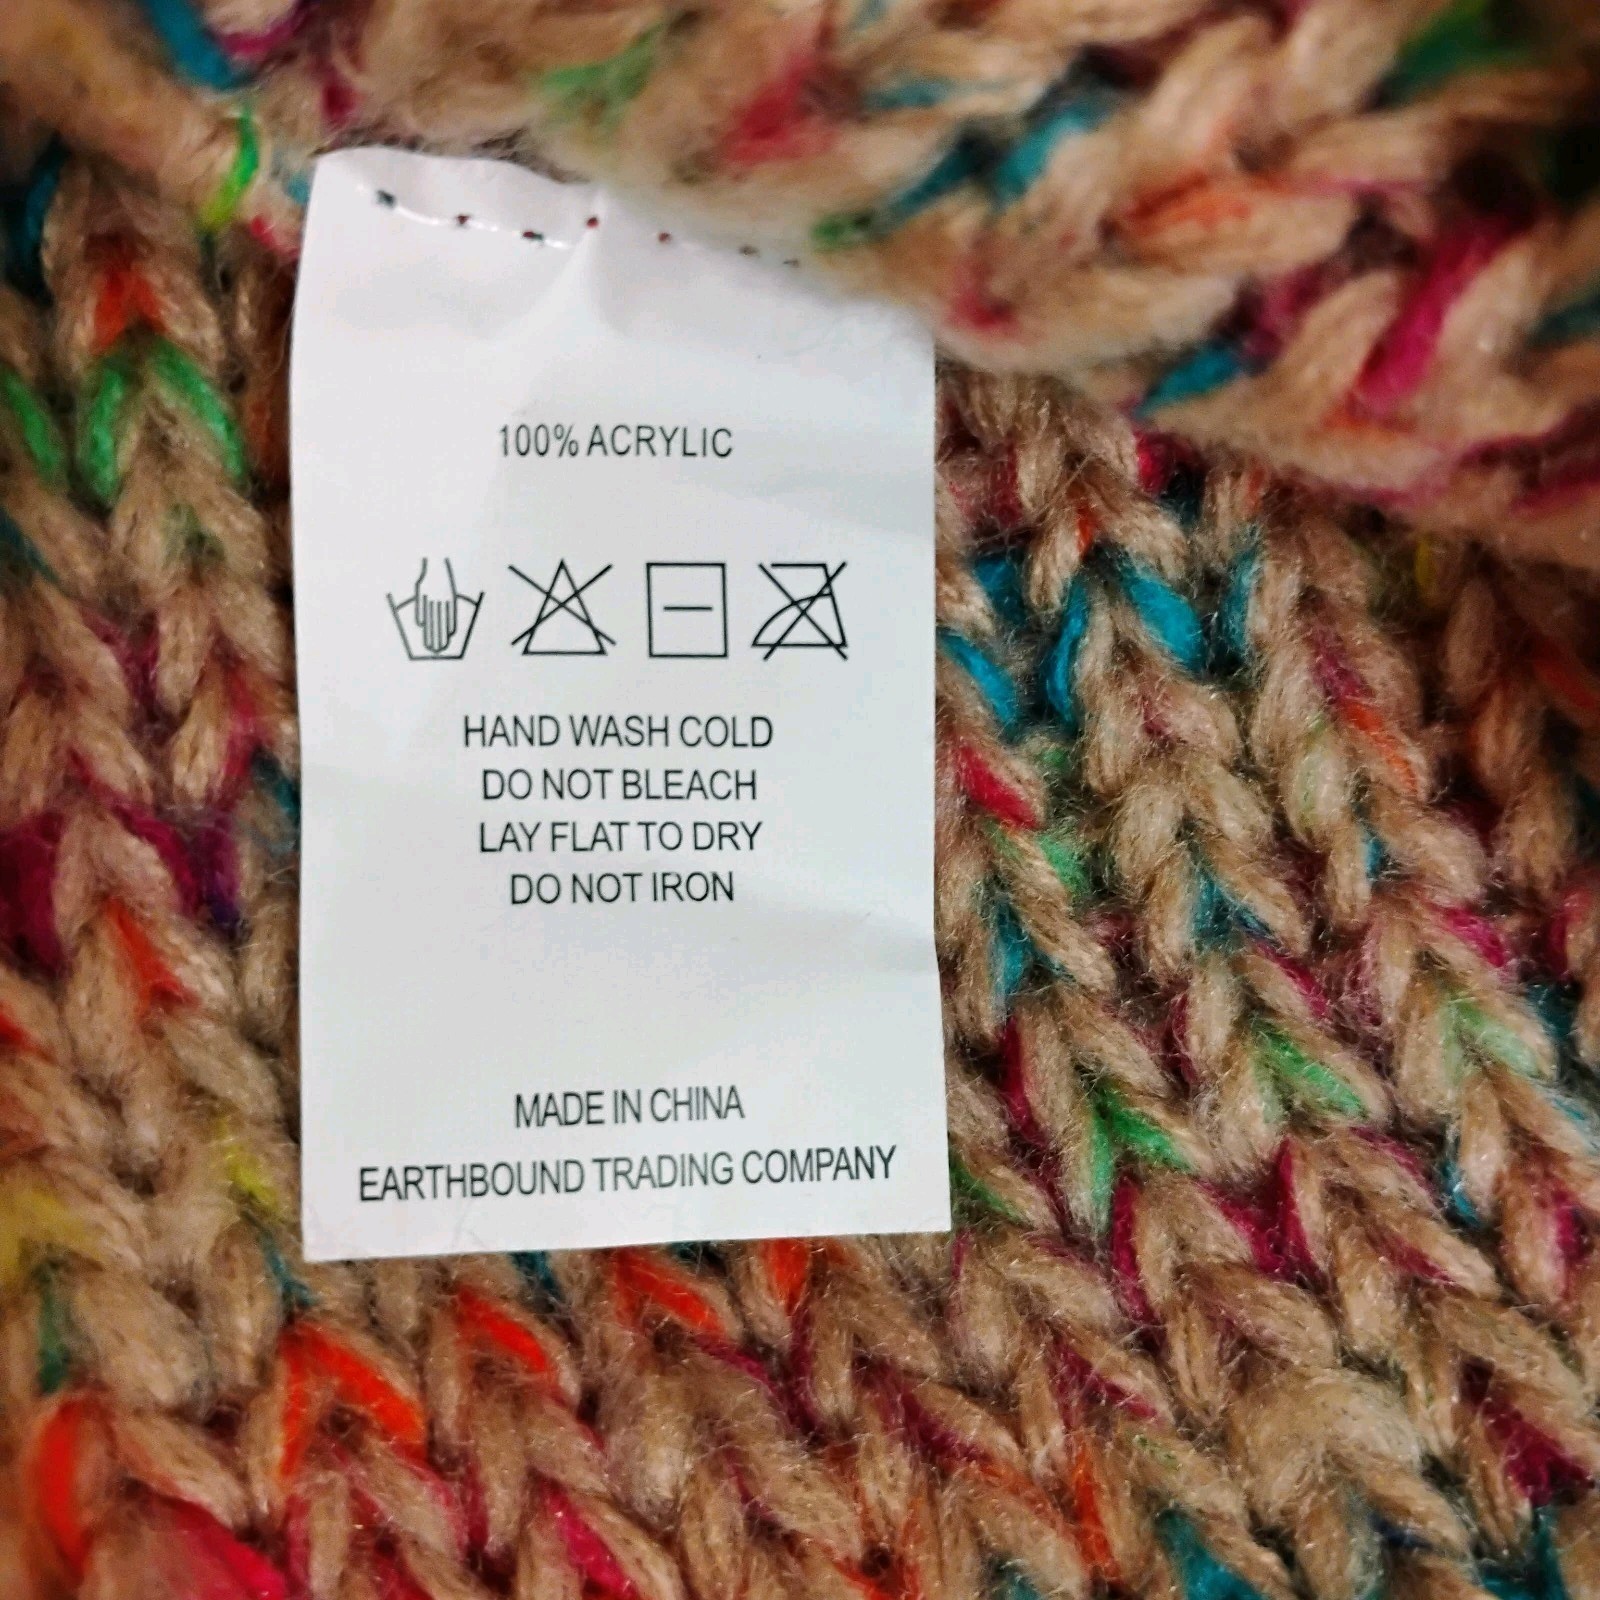 100% ACRYLIC
HAND WASH COLD
DO NOT BLEACH
LAY FLAT TO DRY
DO NOT IRON
MADE IN CHINA
EARTHBOUND TRADING COMPANY